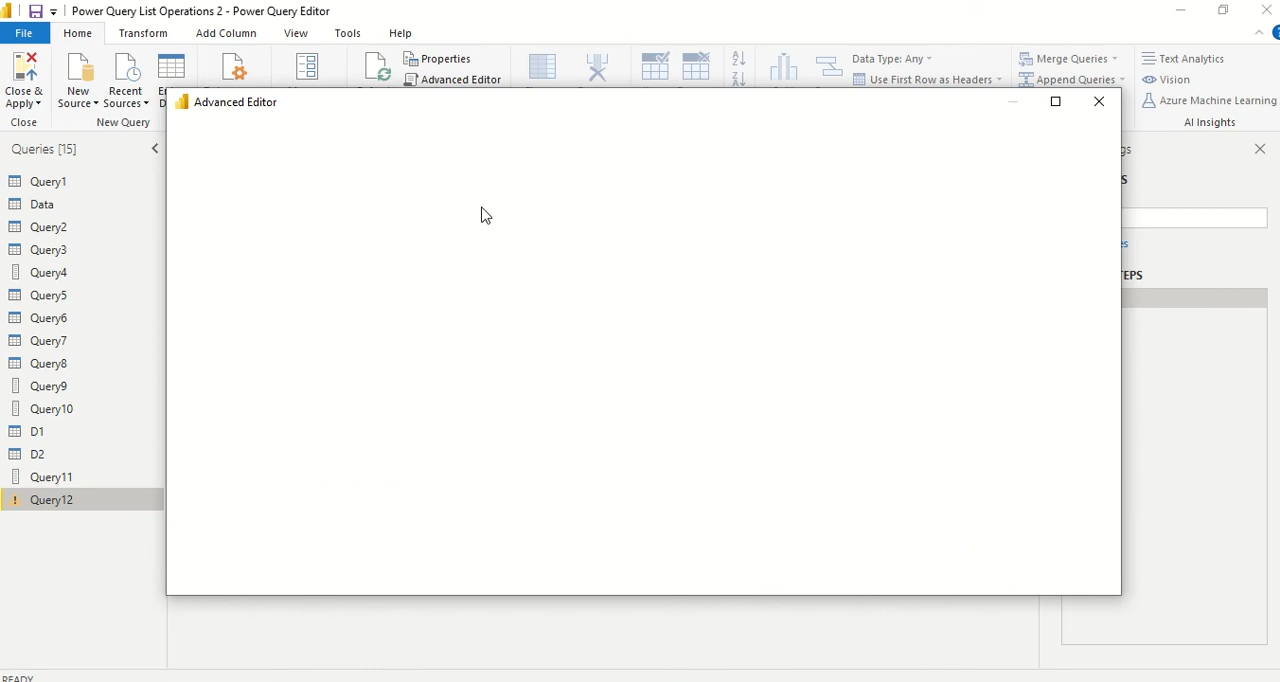 Power Query List Operations 2 - Power Query Editor
File Home Transform Add Column View Tools Help
Close & Apply
New Source
Recent Sources
Properties
Advanced Editor
Data Type: Any
Use First Row as Headers
Merge Queries
Append Queries
Text Analytics
Vision
Azure Machine Learning
Close
New Query
AI Insights
Advanced Editor
Queries [15]
Query1
Data
Query2
Query3
Query4
Query5
Query6
Query7
Query8
Query9
Query10
D1
D2
Query11
Query12